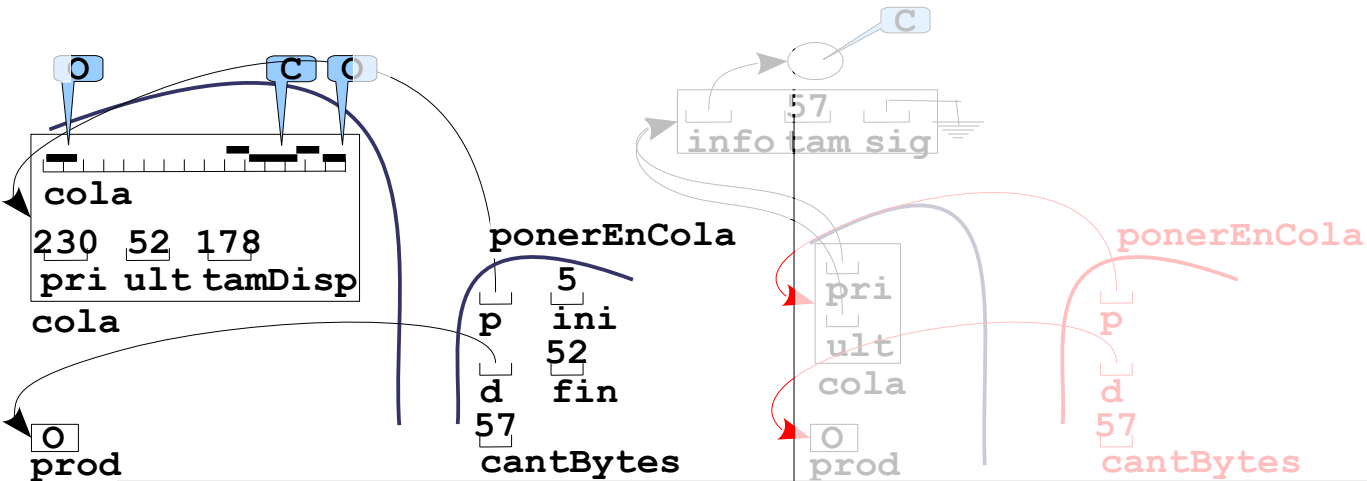 O C O
cola
230 52 178
pri ult tamDisp
cola
O
prod
ponerEnCola
5
p ini
52
d fin
57
cantBytes
C
57
info tam sig
pri
ult
cola
O
prod
ponerEnCola
p
d
57
cantBytes